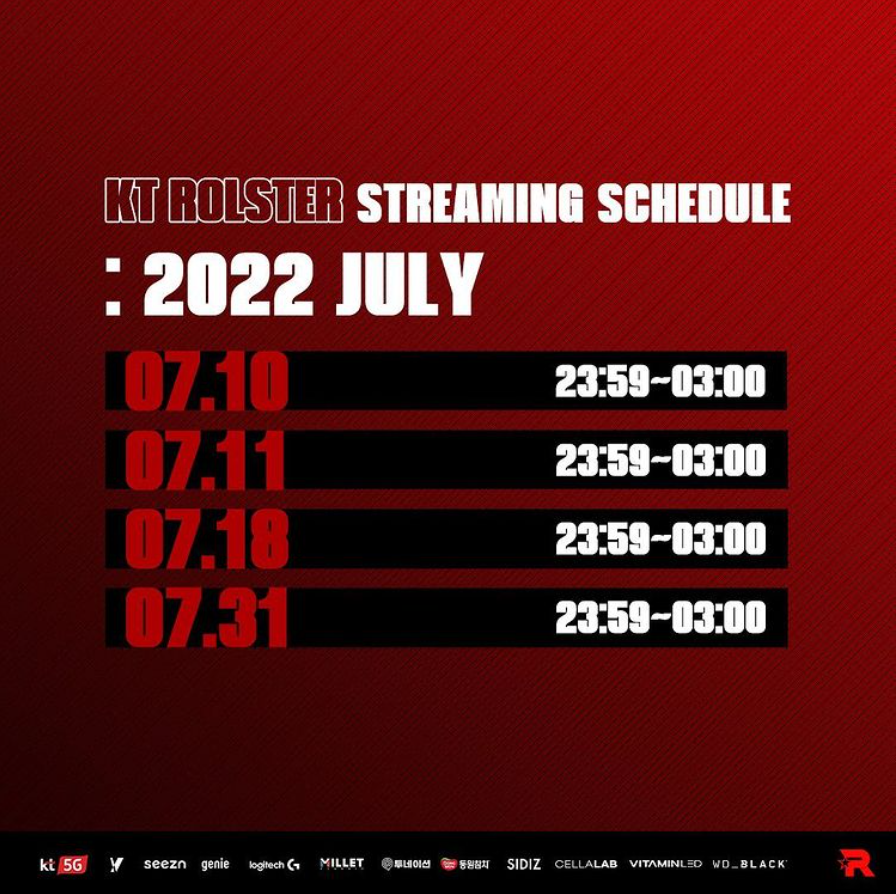 KT ROLSTER STREAMING SCHEDULE
: 2022 JULY
07.10 23:59~03:00
07.11 23:59~03:00
07.18 23:59~03:00
07.31 23:59~03:00
kt 5G seezn genie logitech G MILLET 투네이션 동원참치 SIDIZ CELLALAB VITAMINLED WD_BLACK R